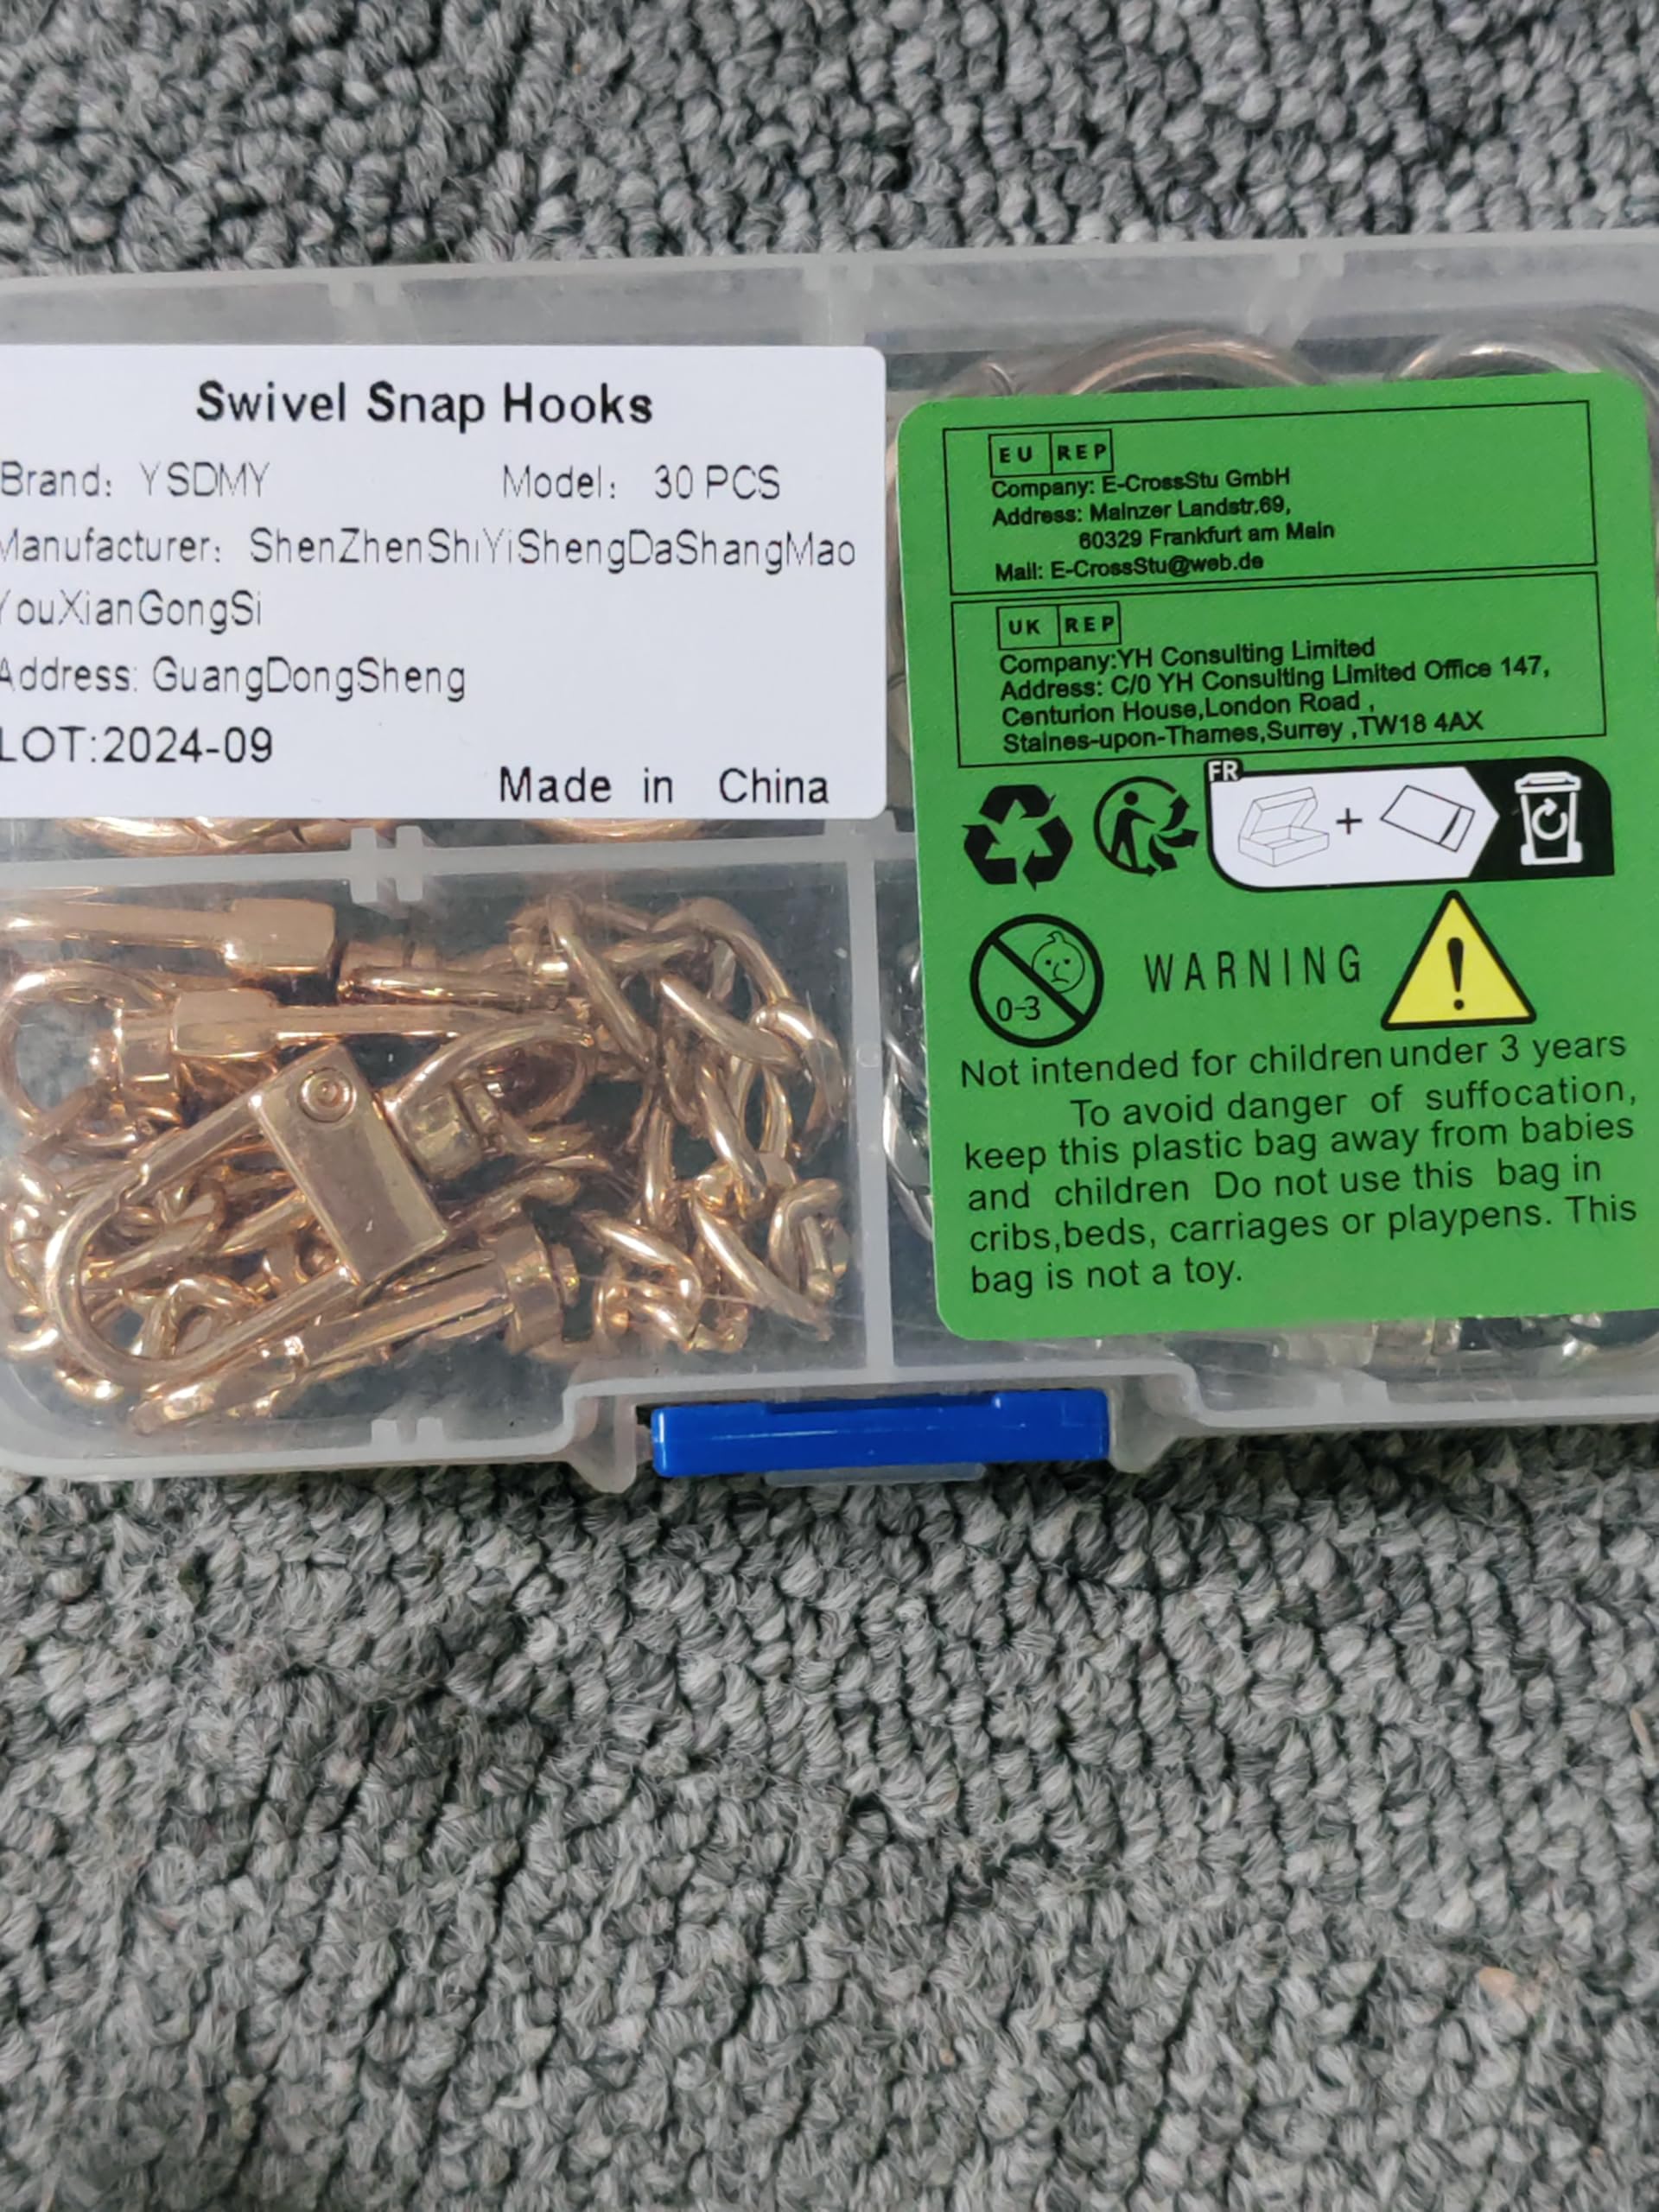 Swivel Snap Hooks
Brand: YSDMY Model: 30 PCS
Manufacturer: ShenZhenShiYiShengDaShangMao
YouXianGongSi
Address: GuangDongSheng
LOT:2024-09
Made in China
EU REP
Company: E-CrossStu GmbH
Address: Mainzer Landstr.69,
60329 Frankfurt am Main
Mail: E-CrossStu@web.de
UK REP
Company:YH Consulting Limited
Address: C/0 YH Consulting Limited Office 147,
Centurion House,London Road ,
Staines-upon-Thames,Surrey ,TW18 4AX
FR
0-3
WARNING
Not intended for children under 3 years
To avoid danger of suffocation,
keep this plastic bag away from babies
and children Do not use this bag in
cribs,beds, carriages or playpens. This
bag is not a toy.